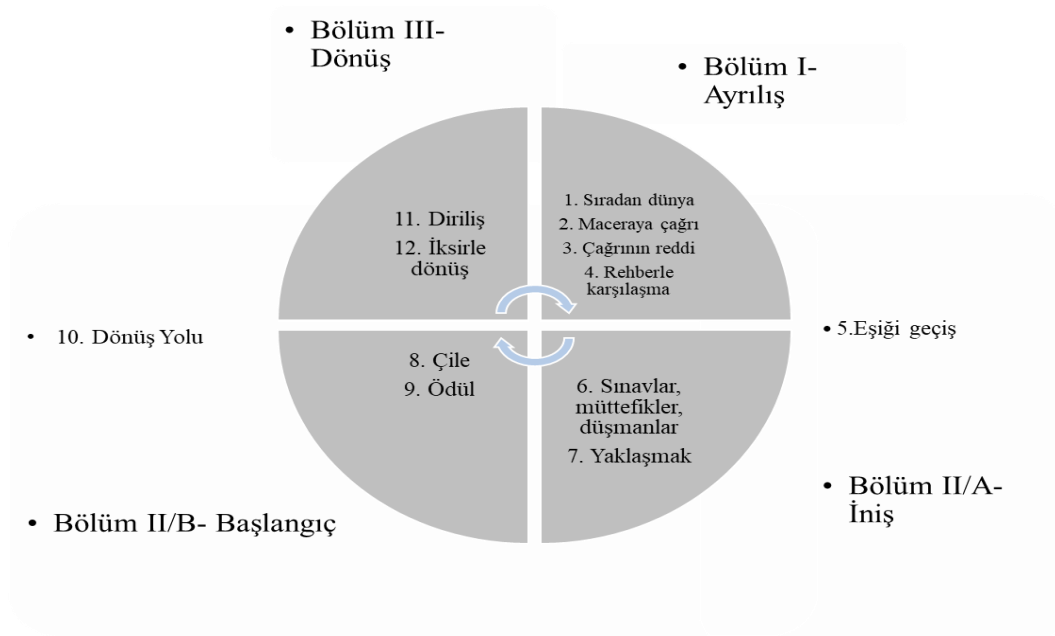 • Bölüm III-
Dönüş
• Bölüm I-
Ayrılış
11. Diriliş
12. İksirle
dönüş
1. Sıradan dünya
2. Maceraya çağrı
3. Çağrının reddi
4. Rehberle
karşılaşma
• 10. Dönüş Yolu
• 5.Eşiği geçiş
8. Çile
9. Ödül
6. Sınavlar,
müttefikler,
düşmanlar
7. Yaklaşmak
• Bölüm II/B- Başlangıç
• Bölüm II/A-
İniş